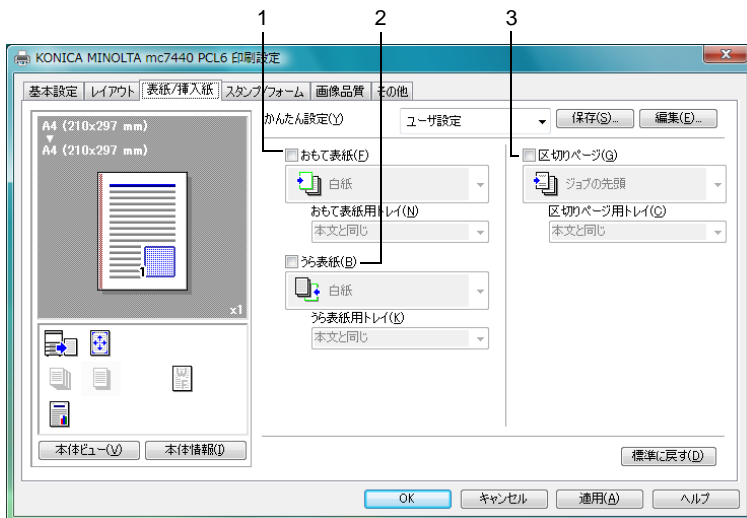 1 2 3
KONICA MINOLTA mc7440 PCL6 印刷設定
基本設定 レイアウト 表紙/挿入紙 スタンプ/フォーム 画像品質 その他
A4 (210x297 mm)
A4 (210x297 mm)
1
x1
本体ビュー(V) 本体情報(I)
かんたん設定(Y) ユーザ設定 保存(S)... 編集(E)...
おもて表紙(F)
白紙
おもて表紙用トレイ(N)
本文と同じ
うら表紙(B)
白紙
うら表紙用トレイ(K)
本文と同じ
区切りページ(G)
ジョブの先頭
区切りページ用トレイ(C)
本文と同じ
標準に戻す(D)
OK キャンセル 適用(A) ヘルプ